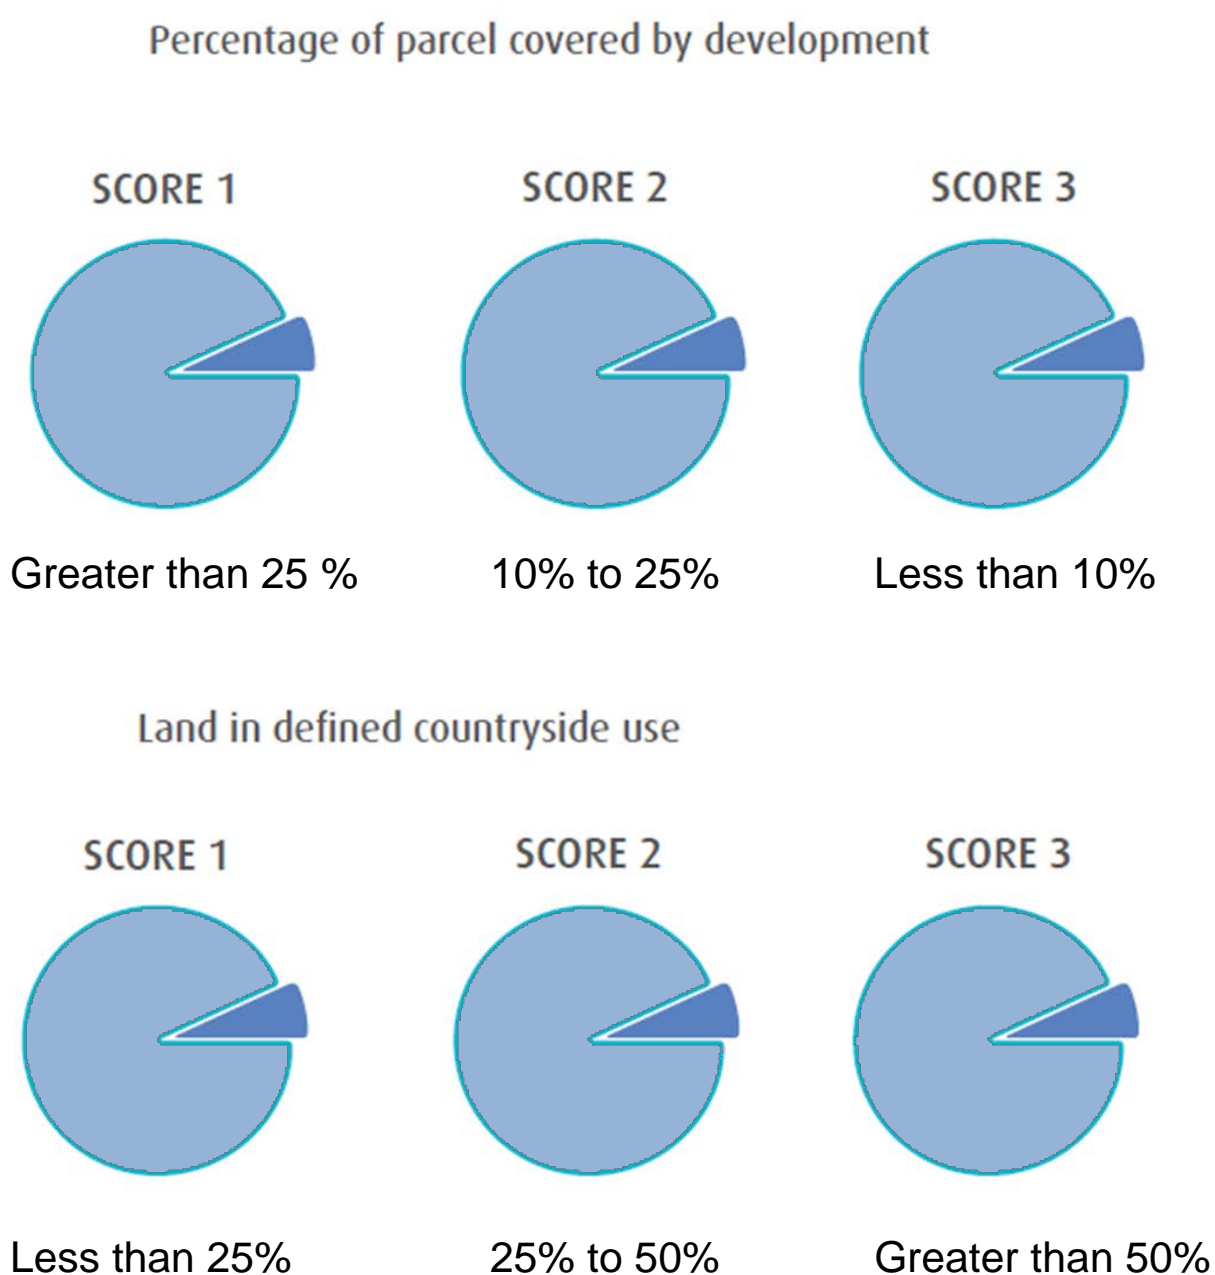 Percentage of parcel covered by development
SCORE 1 SCORE 2 SCORE 3
Greater than 25 % 10% to 25% Less than 10%
Land in defined countryside use
SCORE 1 SCORE 2 SCORE 3
Less than 25% 25% to 50% Greater than 50%